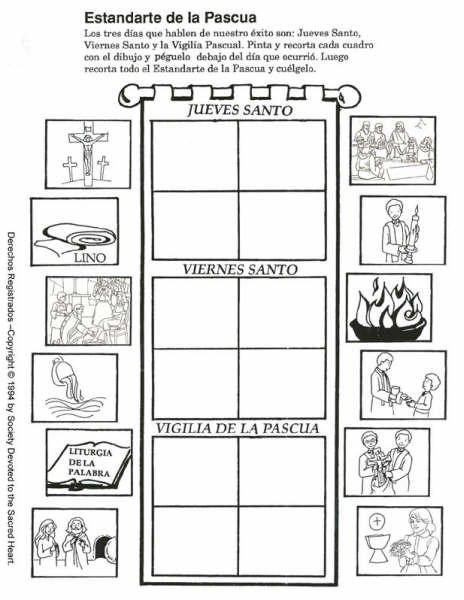 Estandarte de la Pascua
Los tres días que hablen de nuestro éxito son: Jueves Santo,
Viernes Santo y la Vigilia Pascual. Pinta y recorta cada cuadro
con el dibujo y péguelo debajo del día que ocurrió. Luego
recorta todo el Estandarte de la Pascua y cuélgelo.
JUEVES SANTO
LINO
VIERNES SANTO
VIGILIA DE LA PASCUA
LITURGIA
DE LA
PALABRA
Derechos Registrados —Copyright © 1994 by Society Devoted to the Sacred Heart.